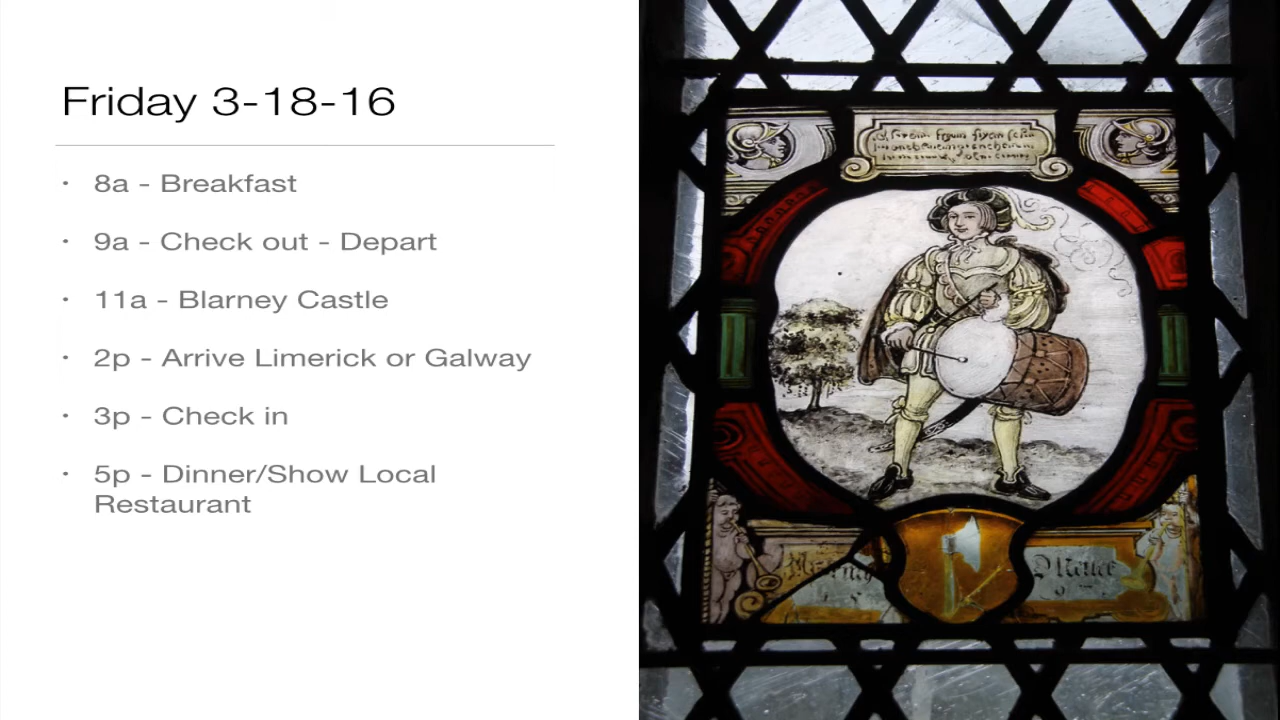 Friday 3-18-16
• 8a - Breakfast
• 9a - Check out - Depart
• 11a - Blarney Castle
• 2p - Arrive Limerick or Galway
• 3p - Check in
• 5p - Dinner/Show Local
Restaurant